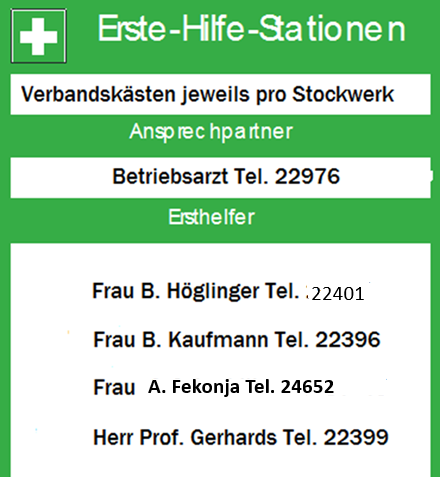 Erste-Hilfe-Stationen
Verbandskästen jeweils pro Stockwerk
Ansprechpartner
Betriebsarzt Tel. 22976
Ersthelfer
Frau B. Höglinger Tel. 22401
Frau B. Kaufmann Tel. 22396
Frau A. Fekonja Tel. 24652
Herr Prof. Gerhards Tel. 22399